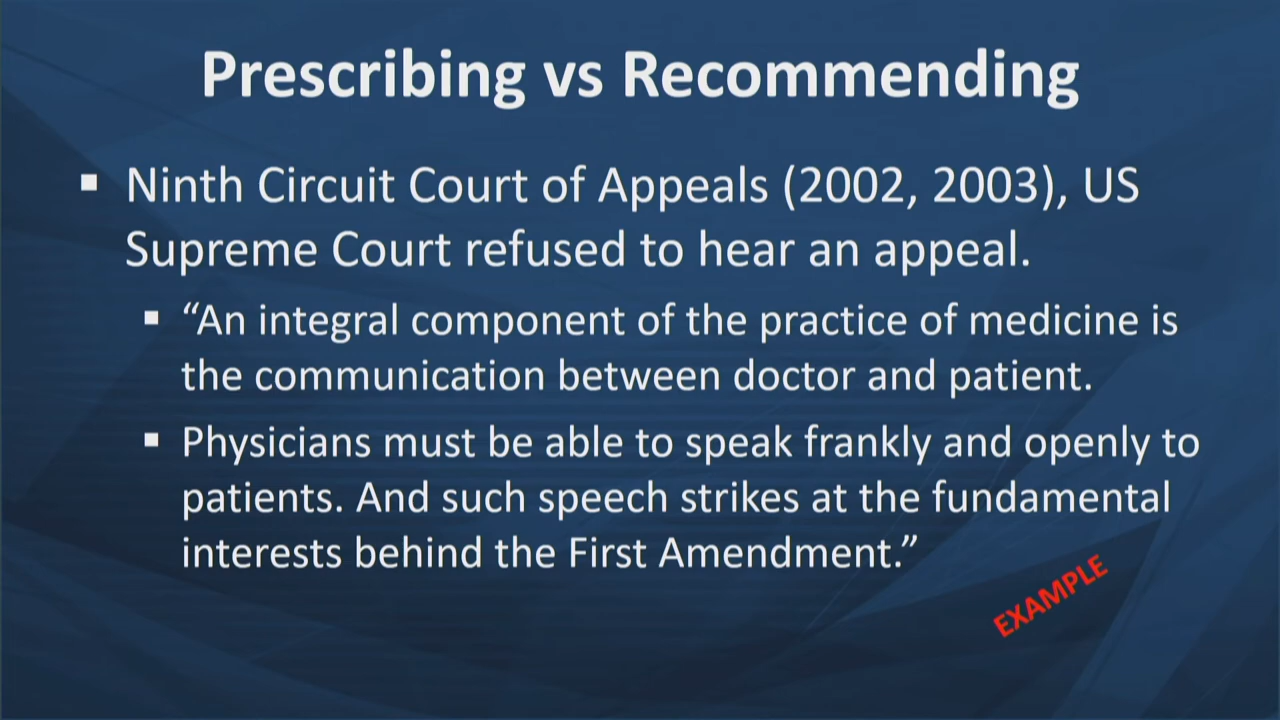 Prescribing vs Recommending
▪ Ninth Circuit Court of Appeals (2002, 2003), US
Supreme Court refused to hear an appeal.
▪ “An integral component of the practice of medicine is
the communication between doctor and patient.
▪ Physicians must be able to speak frankly and openly to
patients. And such speech strikes at the fundamental
interests behind the First Amendment.”
EXAMPLE